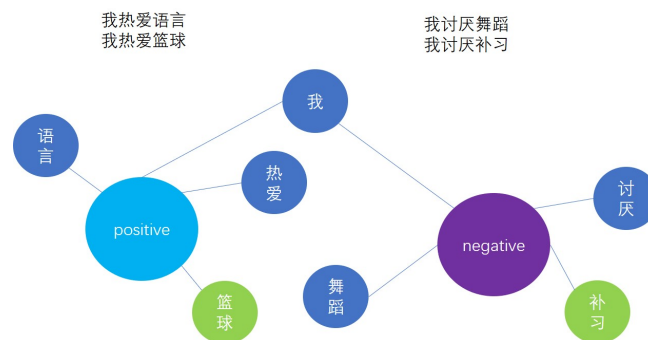 我热爱语言
我热爱篮球
我讨厌舞蹈
我讨厌补习
我
语
言
热
爱
讨
厌
positive
negative
舞
蹈
篮
球
补
习